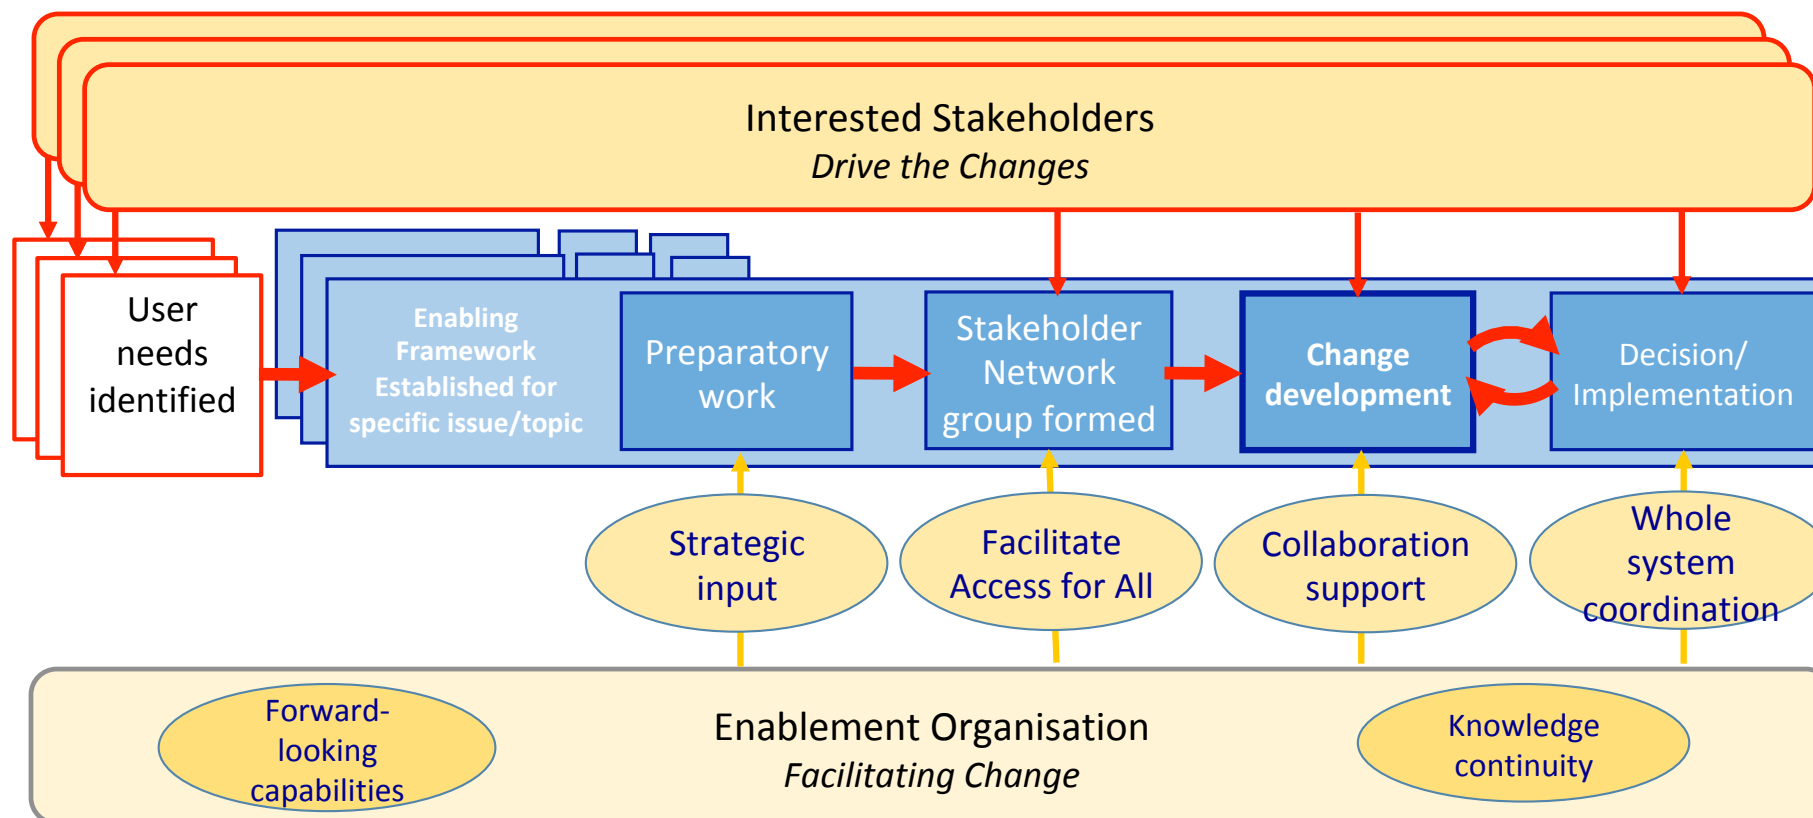 Interested Stakeholders
Drive the Changes
User
needs
identified
Enabling
Framework
Established for
specific issue/topic
Preparatory
work
Stakeholder
Network
group formed
Change
development
Decision/
Implementation
Strategic
input
Facilitate
Access for All
Collaboration
support
Whole
system
coordination
Forward-
looking
capabilities
Enablement Organisation
Facilitating Change
Knowledge
continuity